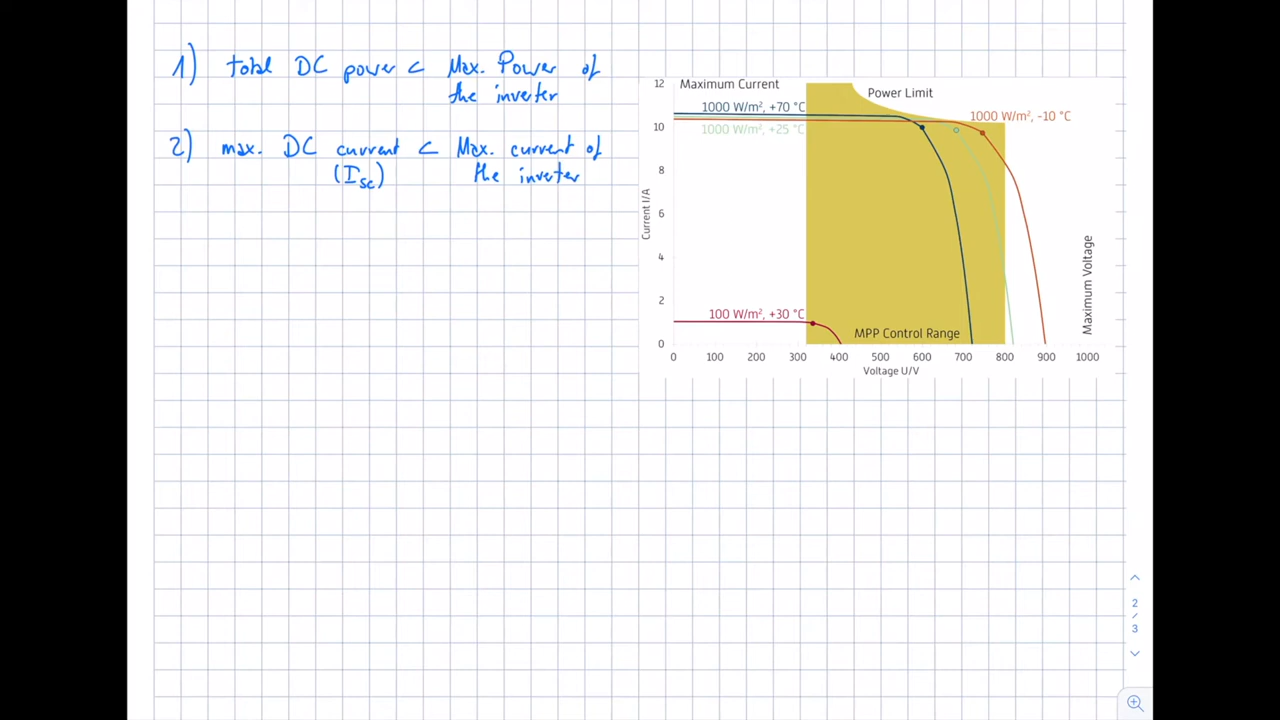 1) total DC power < Max. Power of
the inverter
2) max. DC current < Max. current of
(Isc) the inverter
Maximum Current
Power Limit
1000 W/m², +70 °C
1000 W/m², -10 °C
1000 W/m², +25 °C
100 W/m², +30 °C
MPP Control Range
Maximum Voltage
Current I/A
12
10
8
6
4
2
0
0 100 200 300 400 500 600 700 800 900 1000
Voltage U/V
2
/
3